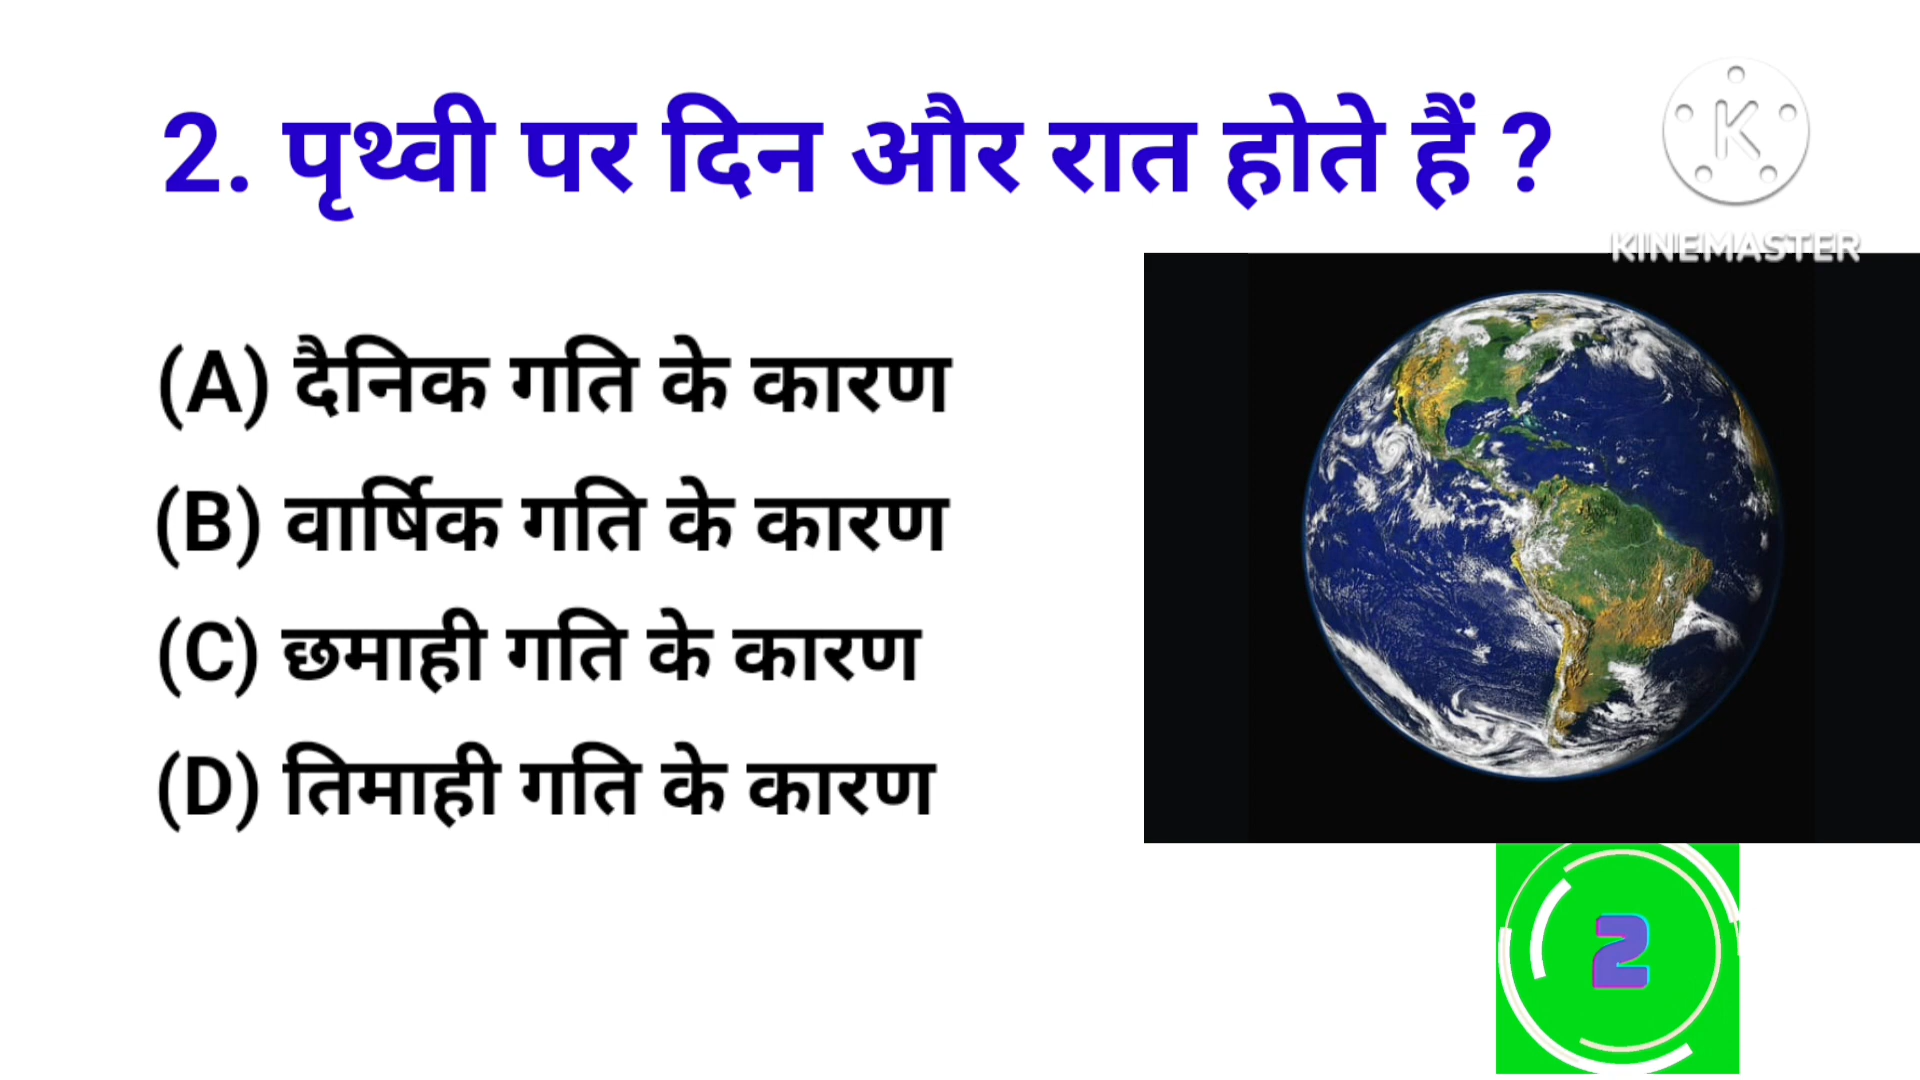 2. पृथ्वी पर दिन और रात होते हैं ?
K
KINEMASTER
(A) दैनिक गति के कारण
(B) वार्षिक गति के कारण
(C) छमाही गति के कारण
(D) तिमाही गति के कारण
2